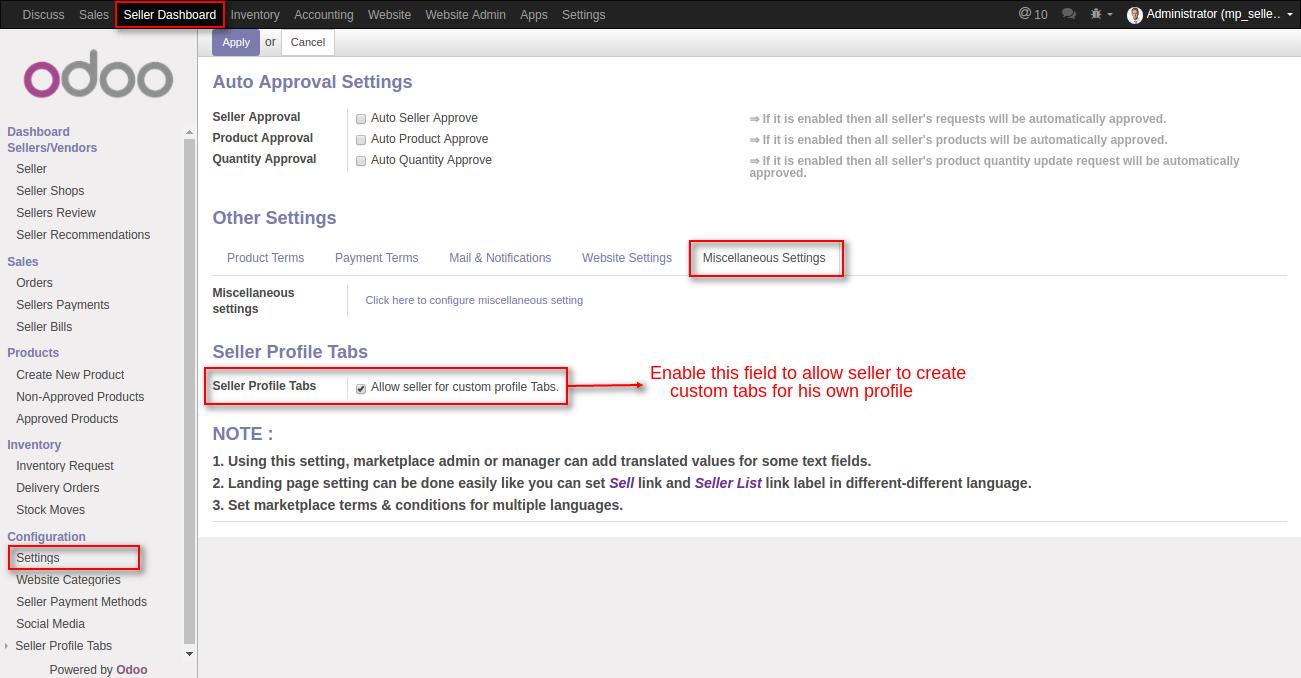 Discuss Sales Seller Dashboard Inventory Accounting Website Website Admin Apps Settings @ 10 Administrator (mp_selle..
Apply or Cancel
odoo
Dashboard
Sellers/Vendors
Seller
Seller Shops
Sellers Review
Seller Recommendations
Sales
Orders
Sellers Payments
Seller Bills
Products
Create New Product
Non-Approved Products
Approved Products
Inventory
Inventory Request
Delivery Orders
Stock Moves
Configuration
Settings
Website Categories
Seller Payment Methods
Social Media
Seller Profile Tabs
Powered by Odoo
Auto Approval Settings
Seller Approval Auto Seller Approve ⇒ If it is enabled then all seller's requests will be automatically approved.
Product Approval Auto Product Approve ⇒ If it is enabled then all seller's products will be automatically approved.
Quantity Approval Auto Quantity Approve ⇒ If it is enabled then all seller's product quantity update request will be automatically
approved.
Other Settings
Product Terms Payment Terms Mail & Notifications Website Settings Miscellaneous Settings
Miscellaneous
settings
Click here to configure miscellaneous setting
Seller Profile Tabs
Seller Profile Tabs Allow seller for custom profile Tabs.
Enable this field to allow seller to create
custom tabs for his own profile
NOTE :
1. Using this setting, marketplace admin or manager can add translated values for some text fields.
2. Landing page setting can be done easily like you can set Sell link and Seller List link label in different-different language.
3. Set marketplace terms & conditions for multiple languages.